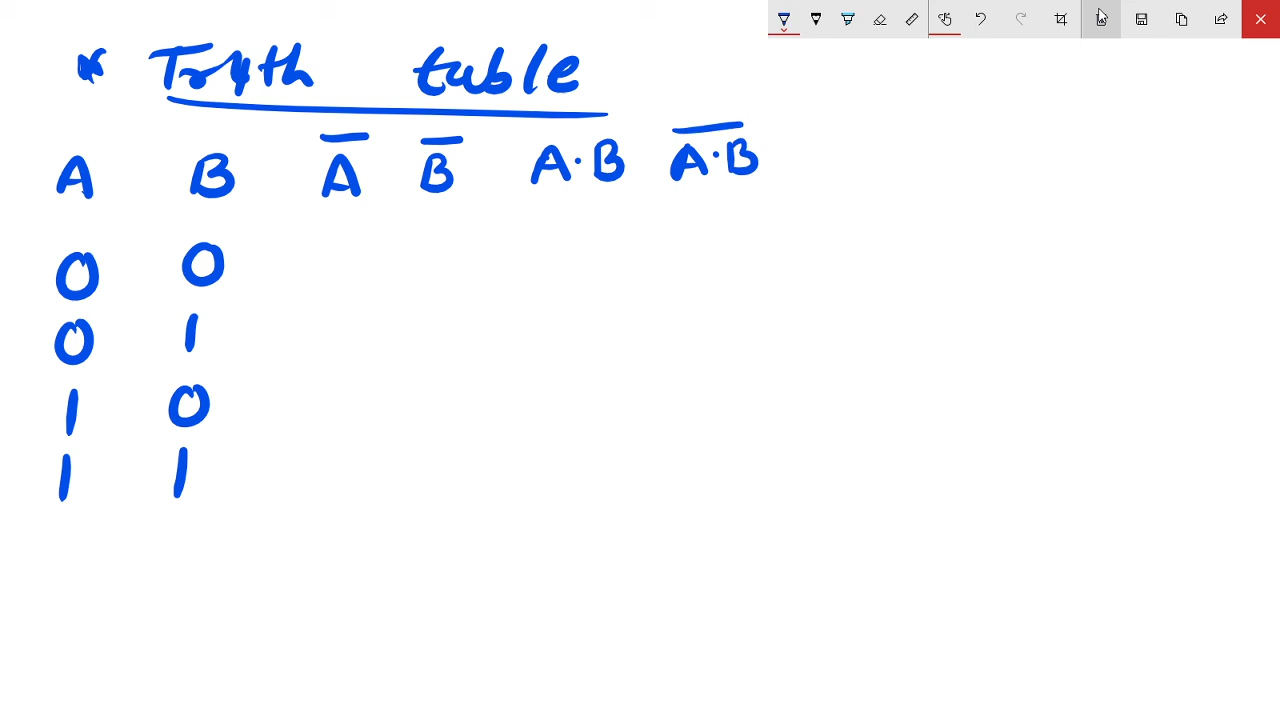 * Truth table
A B A̅ B̅ A·B A̅·̅B̅
0 0
0 1
1 0
1 1